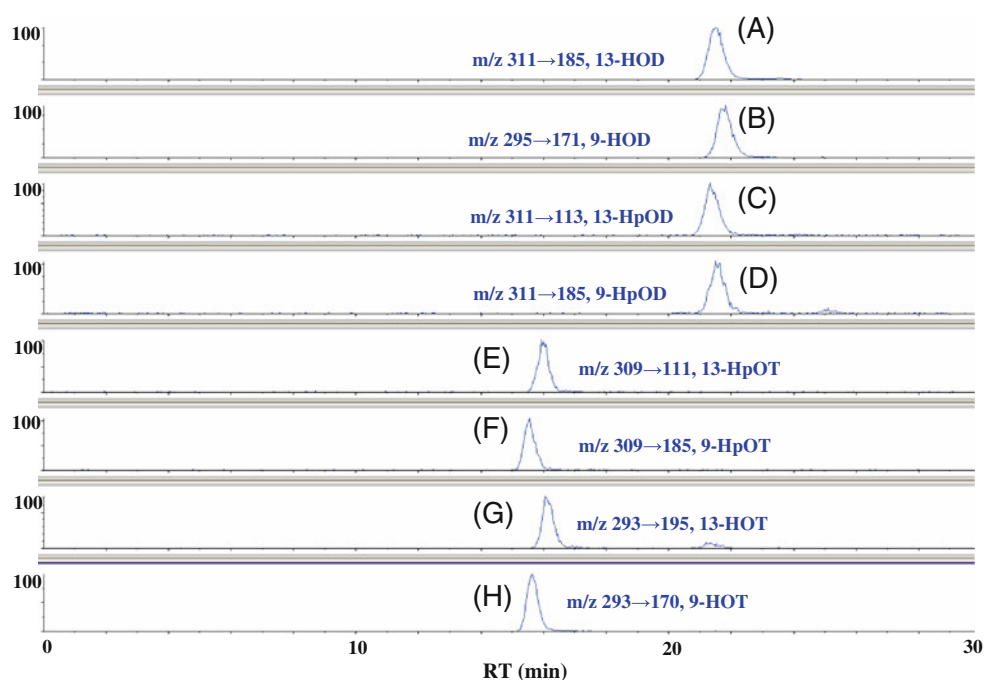 100
(A)
m/z 311→185, 13-HOD
100
(B)
m/z 295→171, 9-HOD
100
(C)
m/z 311→113, 13-HpOD
100
(D)
m/z 311→185, 9-HpOD
100
(E)
m/z 309→111, 13-HpOT
100
(F)
m/z 309→185, 9-HpOT
100
(G)
m/z 293→195, 13-HOT
100
(H)
m/z 293→170, 9-HOT
0 10 20 30
RT (min)